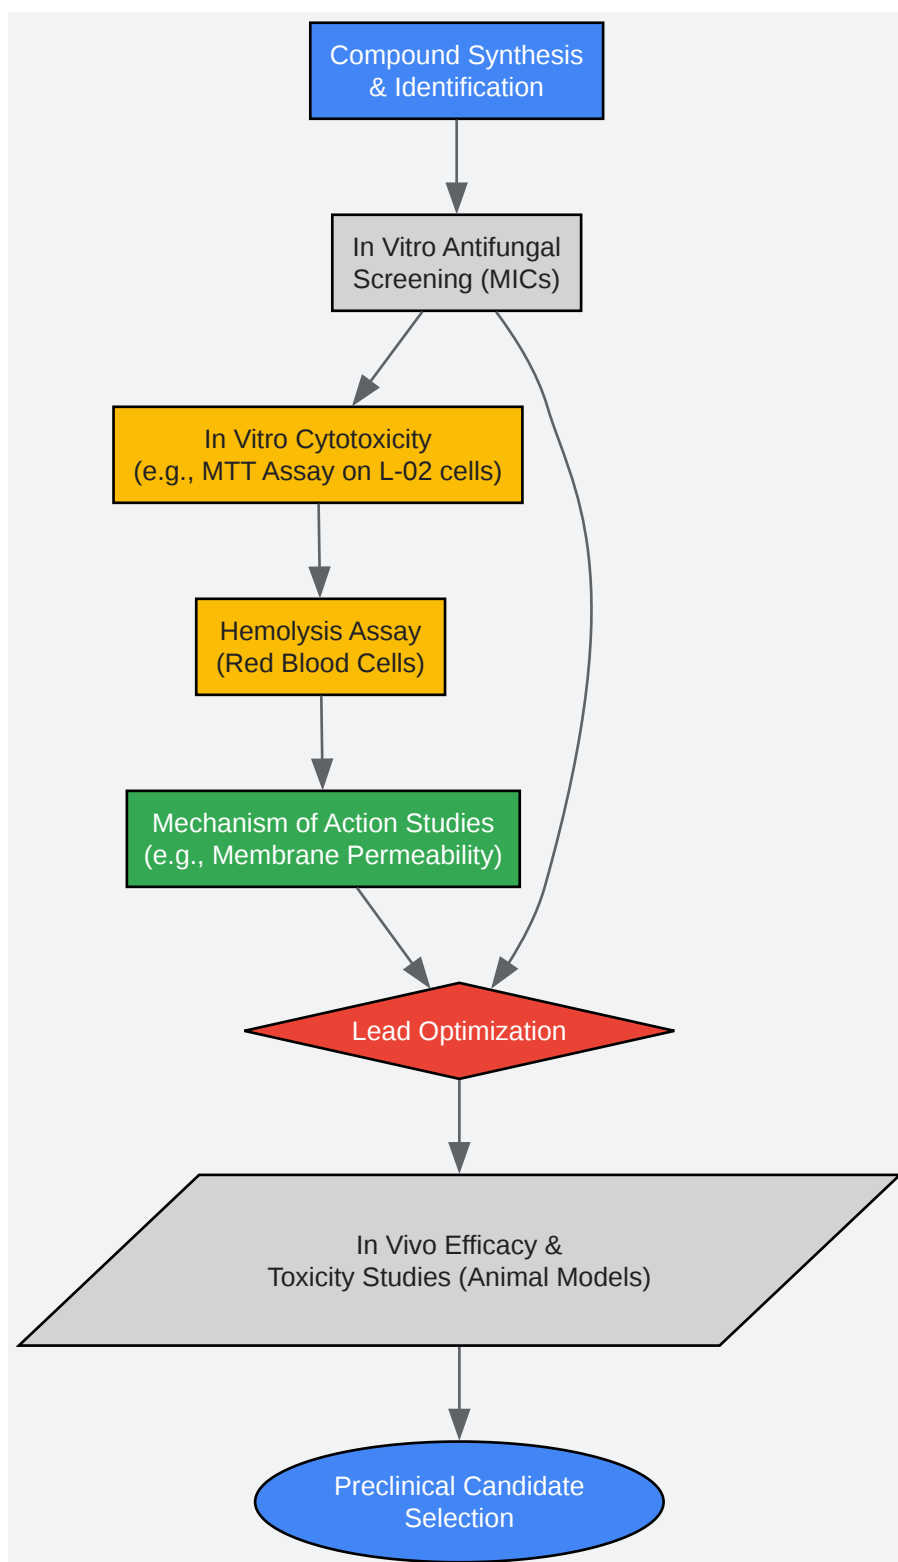 Compound Synthesis
& Identification
In Vitro Antifungal
Screening (MICs)
In Vitro Cytotoxicity
(e.g., MTT Assay on L-02 cells)
Hemolysis Assay
(Red Blood Cells)
Mechanism of Action Studies
(e.g., Membrane Permeability)
Lead Optimization
In Vivo Efficacy &
Toxicity Studies (Animal Models)
Preclinical Candidate
Selection